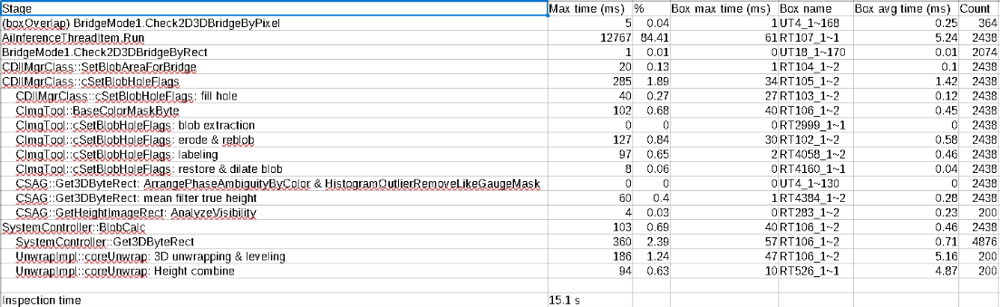 Stage Max time (ms) % Box max time (ms) Box name Box avg time (ms) Count
(boxOverlap) BridgeMode1.Check2D3DBridgeByPixel 5 0.04 1 UT4_1~168 0.25 364
AiInferenceThreadItem.Run 12767 84.41 61 RT107_1~1 5.24 2438
BridgeMode1.Check2D3DBridgeByRect 1 0.01 0 UT18_1~170 0.01 2074
CDllMgrClass::SetBlobAreaForBridge 20 0.13 1 RT104_1~2 0.1 2438
CDllMgrClass::cSetBlobHoleFlags 285 1.89 34 RT105_1~2 1.42 2438
CDllMgrClass::cSetBlobHoleFlags: fill hole 40 0.27 27 RT103_1~2 0.12 2438
CImgTool::BaseColorMaskByte 102 0.68 40 RT106_1~2 0.45 2438
CImgTool::cSetBlobHoleFlags: blob extraction 0 0 0 RT2999_1~1 0 2438
CImgTool::cSetBlobHoleFlags: erode & reblob 127 0.84 30 RT102_1~2 0.58 2438
CImgTool::cSetBlobHoleFlags: labeling 97 0.65 2 RT4058_1~2 0.46 2438
CImgTool::cSetBlobHoleFlags: restore & dilate blob 8 0.06 0 RT4160_1~1 0.04 2438
CSAG::Get3DByteRect: ArrangePhaseAmbiguityByColor & HistogramOutlierRemoveLikeGaugeMask 0 0 0 UT4_1~130 0 2438
CSAG::Get3DByteRect: mean filter true height 60 0.4 1 RT4384_1~2 0.28 2438
CSAG::GetHeightImageRect: AnalyzeVisibility 4 0.03 0 RT283_1~2 0.23 200
SystemController::BlobCalc 103 0.69 40 RT106_1~2 0.46 2438
SystemController::Get3DByteRect 360 2.39 57 RT106_1~2 0.71 4876
UnwrapImpl::coreUnwrap: 3D unwrapping & leveling 186 1.24 47 RT106_1~2 5.16 200
UnwrapImpl::coreUnwrap: Height combine 94 0.63 10 RT526_1~1 4.87 200
Inspection time 15.1 s